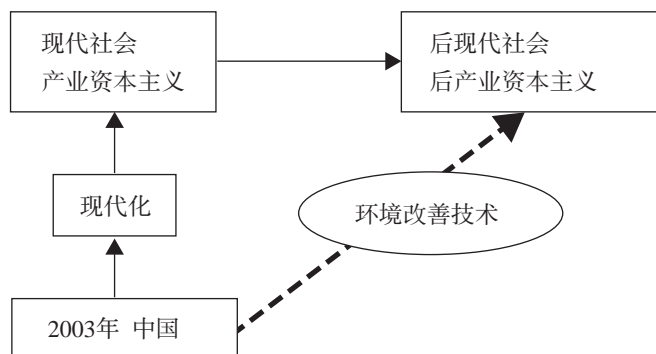 现代社会
产业资本主义
后现代社会
后产业资本主义
现代化
环境改善技术
2003年 中国